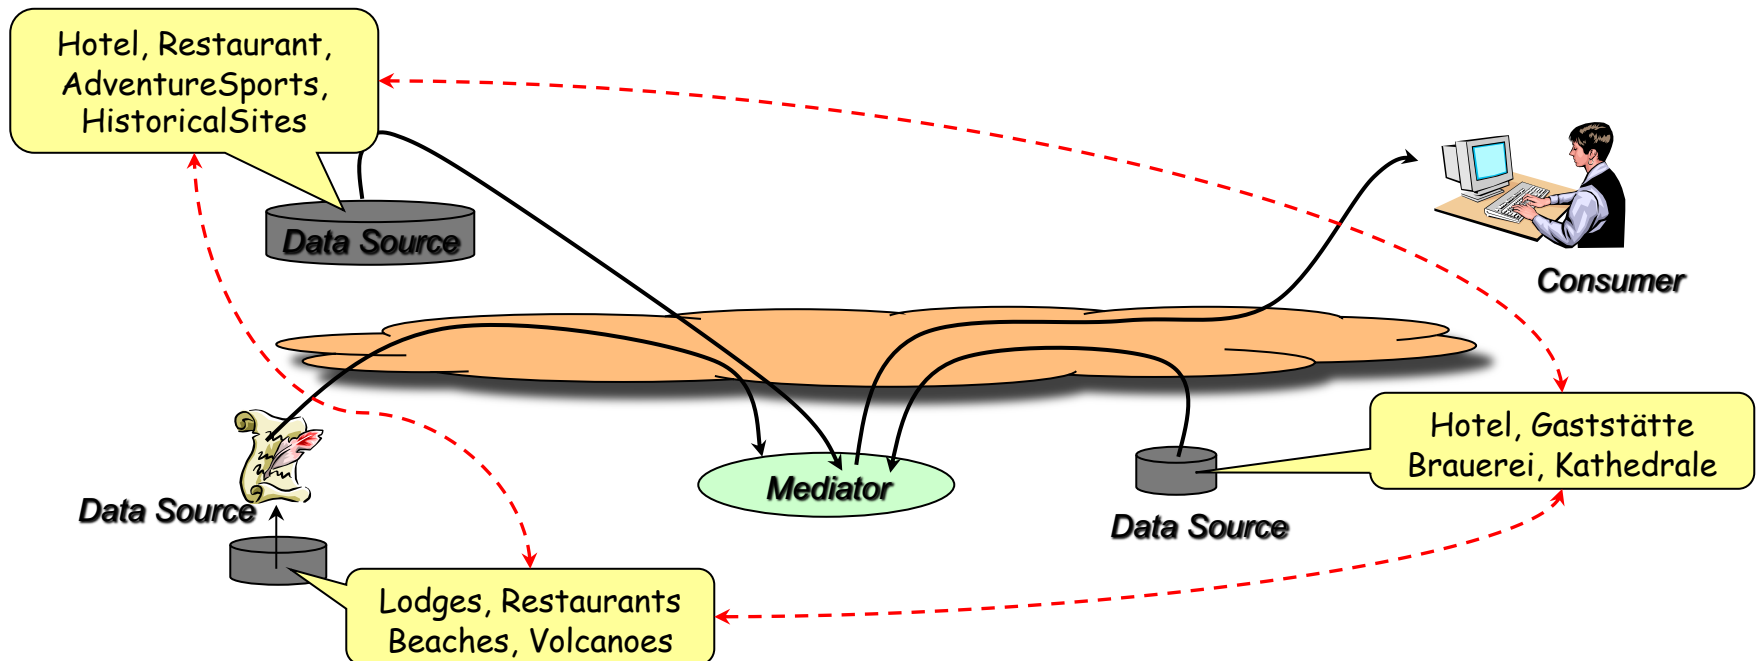 Hotel, Restaurant,
AdventureSports,
HistoricalSites
Data Source
Consumer
Hotel, Gaststätte
Brauerei, Kathedrale
Mediator
Data Source
Data Source
Lodges, Restaurants
Beaches, Volcanoes